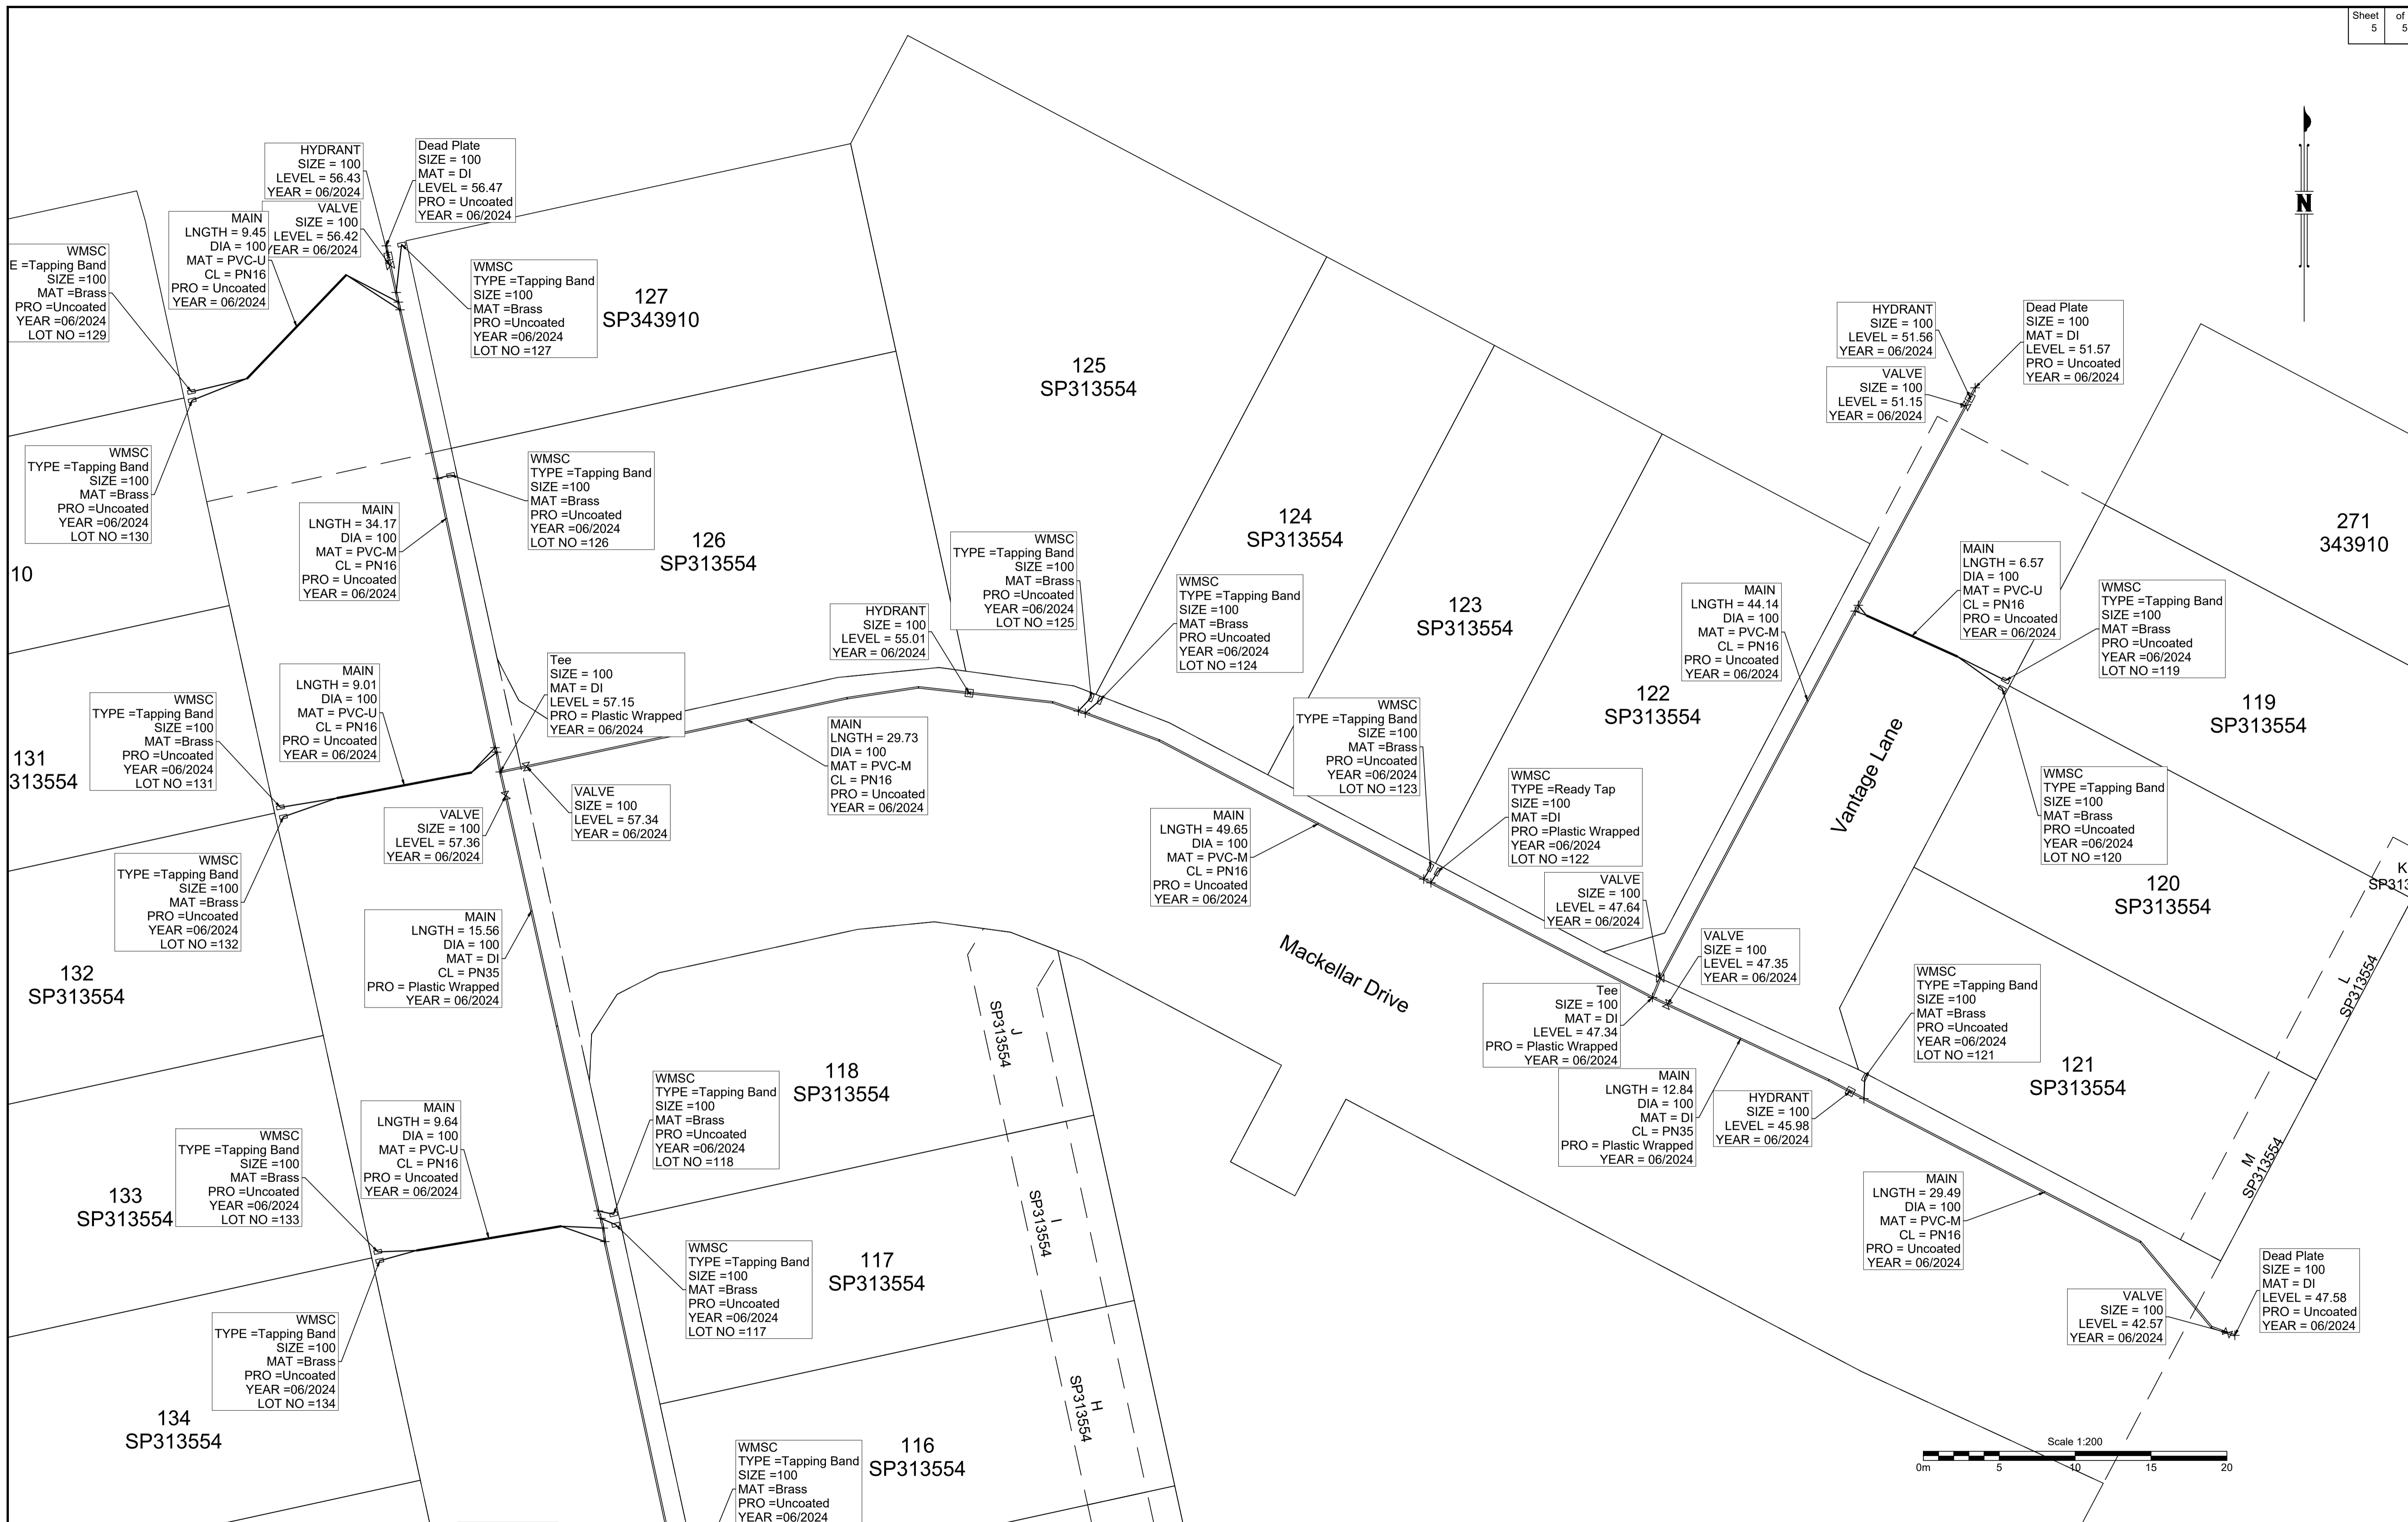 Sheet of
5 5
N
HYDRANT
SIZE = 100
LEVEL = 56.43
YEAR = 06/2024
Dead Plate
SIZE = 100
MAT = DI
LEVEL = 56.47
PRO = Uncoated
YEAR = 06/2024
VALVE
SIZE = 100
LEVEL = 56.42
YEAR = 06/2024
MAIN
LNGTH = 9.45
DIA = 100
MAT = PVC-U
CL = PN16
PRO = Uncoated
YEAR = 06/2024
WMSC
E =Tapping Band
SIZE =100
MAT =Brass
PRO =Uncoated
YEAR =06/2024
LOT NO =129
WMSC
TYPE =Tapping Band
SIZE =100
MAT =Brass
PRO =Uncoated
YEAR =06/2024
LOT NO =127
127
SP343910
WMSC
TYPE =Tapping Band
SIZE =100
MAT =Brass
PRO =Uncoated
YEAR =06/2024
LOT NO =130
WMSC
TYPE =Tapping Band
SIZE =100
MAT =Brass
PRO =Uncoated
YEAR =06/2024
LOT NO =126
MAIN
LNGTH = 34.17
DIA = 100
MAT = PVC-M
CL = PN16
PRO = Uncoated
YEAR = 06/2024
126
SP313554
10
125
SP313554
124
SP313554
123
SP313554
122
SP313554
HYDRANT
SIZE = 100
LEVEL = 51.56
YEAR = 06/2024
Dead Plate
SIZE = 100
MAT = DI
LEVEL = 51.57
PRO = Uncoated
YEAR = 06/2024
VALVE
SIZE = 100
LEVEL = 51.15
YEAR = 06/2024
271
343910
WMSC
TYPE =Tapping Band
SIZE =100
MAT =Brass
PRO =Uncoated
YEAR =06/2024
LOT NO =125
WMSC
TYPE =Tapping Band
SIZE =100
MAT =Brass
PRO =Uncoated
YEAR =06/2024
LOT NO =124
HYDRANT
SIZE = 100
LEVEL = 55.01
YEAR = 06/2024
MAIN
LNGTH = 44.14
DIA = 100
MAT = PVC-M
CL = PN16
PRO = Uncoated
YEAR = 06/2024
MAIN
LNGTH = 6.57
DIA = 100
MAT = PVC-U
CL = PN16
PRO = Uncoated
YEAR = 06/2024
WMSC
TYPE =Tapping Band
SIZE =100
MAT =Brass
PRO =Uncoated
YEAR =06/2024
LOT NO =119
119
SP313554
Vantage Lane
MAIN
LNGTH = 9.01
DIA = 100
MAT = PVC-U
CL = PN16
PRO = Uncoated
YEAR = 06/2024
WMSC
TYPE =Tapping Band
SIZE =100
MAT =Brass
PRO =Uncoated
YEAR =06/2024
LOT NO =131
131
313554
Tee
SIZE = 100
MAT = DI
LEVEL = 57.15
PRO = Plastic Wrapped
YEAR = 06/2024
MAIN
LNGTH = 29.73
DIA = 100
MAT = PVC-M
CL = PN16
PRO = Uncoated
YEAR = 06/2024
VALVE
SIZE = 100
LEVEL = 57.34
YEAR = 06/2024
VALVE
SIZE = 100
LEVEL = 57.36
YEAR = 06/2024
WMSC
TYPE =Tapping Band
SIZE =100
MAT =Brass
PRO =Uncoated
YEAR =06/2024
LOT NO =123
WMSC
TYPE =Ready Tap
SIZE =100
MAT =DI
PRO =Plastic Wrapped
YEAR =06/2024
LOT NO =122
MAIN
LNGTH = 49.65
DIA = 100
MAT = PVC-M
CL = PN16
PRO = Uncoated
YEAR = 06/2024
WMSC
TYPE =Tapping Band
SIZE =100
MAT =Brass
PRO =Uncoated
YEAR =06/2024
LOT NO =120
120
SP313554
K
SP313
WMSC
TYPE =Tapping Band
SIZE =100
MAT =Brass
PRO =Uncoated
YEAR =06/2024
LOT NO =132
132
SP313554
MAIN
LNGTH = 15.56
DIA = 100
MAT = DI
CL = PN35
PRO = Plastic Wrapped
YEAR = 06/2024
VALVE
SIZE = 100
LEVEL = 47.64
YEAR = 06/2024
VALVE
SIZE = 100
LEVEL = 47.35
YEAR = 06/2024
Mackellar Drive
Tee
SIZE = 100
MAT = DI
LEVEL = 47.34
PRO = Plastic Wrapped
YEAR = 06/2024
WMSC
TYPE =Tapping Band
SIZE =100
MAT =Brass
PRO =Uncoated
YEAR =06/2024
LOT NO =121
121
SP313554
L
SP313554
J
SP313554
MAIN
LNGTH = 12.84
DIA = 100
MAT = DI
CL = PN35
PRO = Plastic Wrapped
YEAR = 06/2024
HYDRANT
SIZE = 100
LEVEL = 45.98
YEAR = 06/2024
118
SP313554
WMSC
TYPE =Tapping Band
SIZE =100
MAT =Brass
PRO =Uncoated
YEAR =06/2024
LOT NO =118
MAIN
LNGTH = 9.64
DIA = 100
MAT = PVC-U
CL = PN16
PRO = Uncoated
YEAR = 06/2024
WMSC
TYPE =Tapping Band
SIZE =100
MAT =Brass
PRO =Uncoated
YEAR =06/2024
LOT NO =133
133
SP313554
M
SP313554
MAIN
LNGTH = 29.49
DIA = 100
MAT = PVC-M
CL = PN16
PRO = Uncoated
YEAR = 06/2024
I
SP313554
WMSC
TYPE =Tapping Band
SIZE =100
MAT =Brass
PRO =Uncoated
YEAR =06/2024
LOT NO =117
117
SP313554
Dead Plate
SIZE = 100
MAT = DI
LEVEL = 47.58
PRO = Uncoated
YEAR = 06/2024
VALVE
SIZE = 100
LEVEL = 42.57
YEAR = 06/2024
WMSC
TYPE =Tapping Band
SIZE =100
MAT =Brass
PRO =Uncoated
YEAR =06/2024
LOT NO =134
134
SP313554
H
SP313554
116
SP313554
WMSC
TYPE =Tapping Band
SIZE =100
MAT =Brass
PRO =Uncoated
YEAR =06/2024
Scale 1:200
0m 5 10 15 20